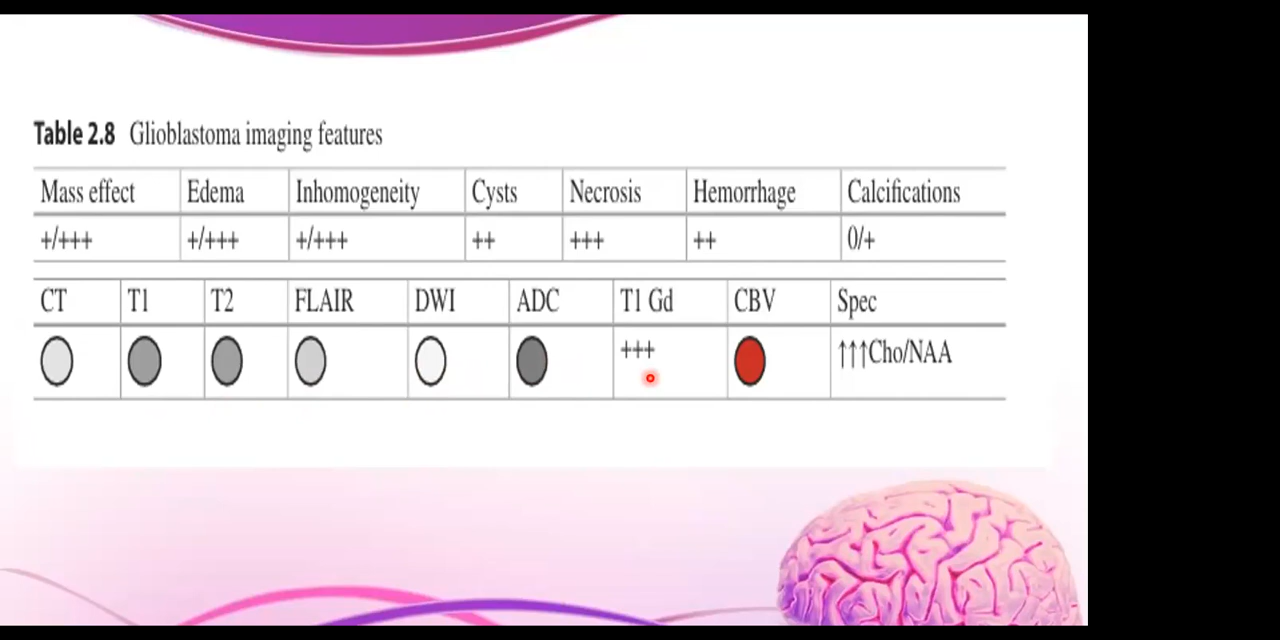 Table 2.8 Glioblastoma imaging features
Mass effect Edema Inhomogeneity Cysts Necrosis Hemorrhage Calcifications
+/+++ +/+++ +/+++ ++ +++ ++ 0/+
CT T1 T2 FLAIR DWI ADC T1 Gd CBV Spec
+++ ↑↑↑Cho/NAA